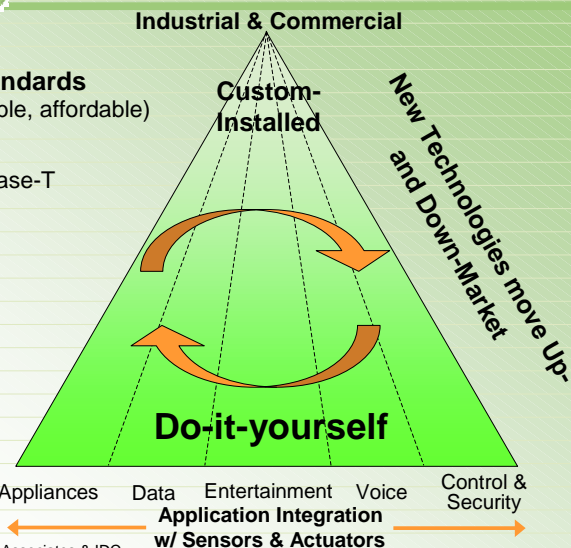 Industrial & Commercial
ndards
ple, affordable)
ase-T
Custom-
Installed
New Technologies move Up-
and Down-Market
Do-it-yourself
Appliances
Data
Entertainment
Voice
Control &
Security
Application Integration
w/ Sensors & Actuators